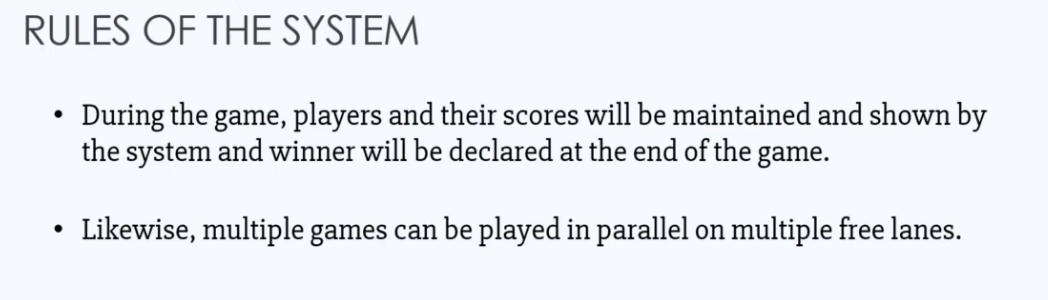 RULES OF THE SYSTEM
• During the game, players and their scores will be maintained and shown by
the system and winner will be declared at the end of the game.
• Likewise, multiple games can be played in parallel on multiple free lanes.